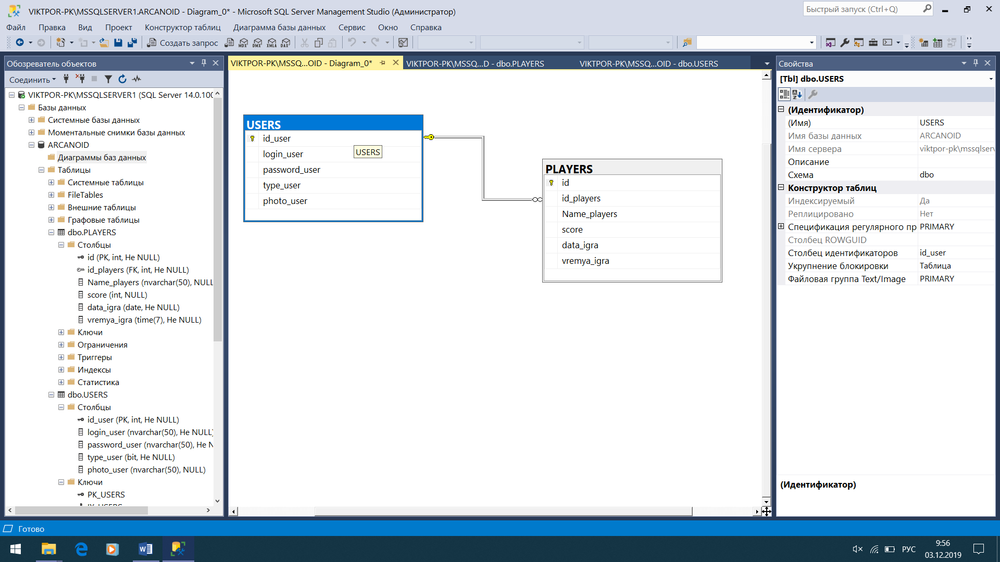 VIKTPOR-PK\MSSQLSERVER1.ARCANOID - Diagram_0* - Microsoft SQL Server Management Studio (Администратор)
Быстрый запуск (Ctrl+Q)
Файл Правка Вид Проект Конструктор таблиц Диаграмма базы данных Сервис Окно Справка
Создать запрос MDX DMX XMLA DAX
Обозреватель объектов
Соединить
VIKTPOR-PK\MSSQLSERVER1 (SQL Server 14.0.100
Базы данных
Системные базы данных
Моментальные снимки базы данных
ARCANOID
Диаграммы баз данных
Таблицы
Системные таблицы
FileTables
Внешние таблицы
Графовые таблицы
dbo.PLAYERS
Столбцы
id (PK, int, Не NULL)
id_players (FK, int, Не NULL)
Name_players (nvarchar(50), NULL
score (int, NULL)
data_igra (date, Не NULL)
vremya_igra (time(7), Не NULL)
Ключи
Ограничения
Триггеры
Индексы
Статистика
dbo.USERS
Столбцы
id_user (PK, int, Не NULL)
login_user (nvarchar(50), Не NULL)
password_user (nvarchar(50), Не N
type_user (bit, Не NULL)
photo_user (nvarchar(50), NULL)
Ключи
PK_USERS
VIKTPOR-PK\MSSQ...OID - Diagram_0*
VIKTPOR-PK\MSSQ...D - dbo.PLAYERS
VIKTPOR-PK\MSSQ...OID - dbo.USERS
USERS
id_user
login_user
password_user
type_user
photo_user
USERS
PLAYERS
id
id_players
Name_players
score
data_igra
vremya_igra
Свойства
[Tbl] dbo.USERS
(Идентификатор)
(Имя) USERS
Имя базы данных ARCANOID
Имя сервера viktpor-pk\mssqlserv
Описание
Схема dbo
Конструктор таблиц
Индексируемый Да
Реплицировано Нет
Спецификация регулярного пр PRIMARY
Столбец ROWGUID
Столбец идентификаторов id_user
Укрупнение блокировки Таблица
Файловая группа Text/Image PRIMARY
(Идентификатор)
Готово
РУС
9:56
03.12.2019